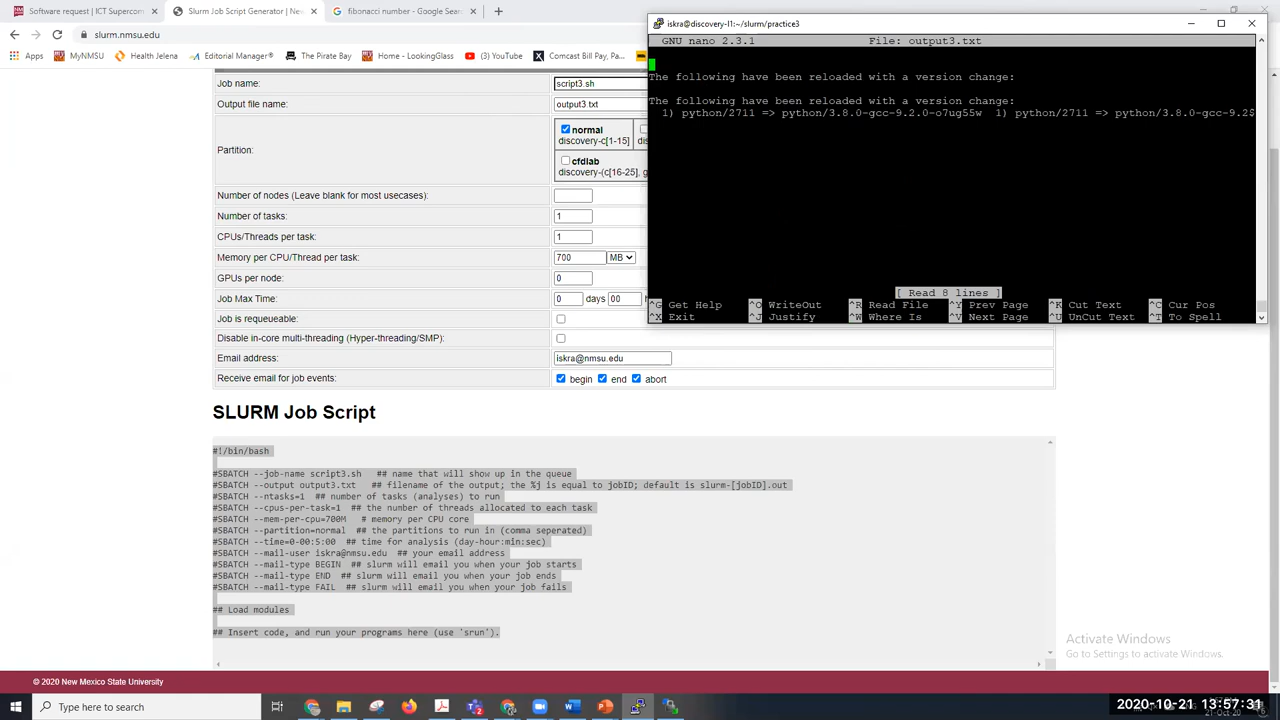 Software request | ICT Supercom
Slurm Job Script Generator | Ne
fibonacci number - Google Sear
slurm.nmsu.edu
MyNMSU
Health Jelena
Editorial Manager®
The Pirate Bay
Home - LookingGlass
(3) YouTube
Comcast Bill Pay, Us
iskra@discovery-l1:~/slurm/practice3
GNU nano 2.3.1 File: output3.txt
The following have been reloaded with a version change:
The following have been reloaded with a version change:
1) python/2711 => python/3.8.0-gcc-9.2.0-o7ug55w 1) python/2711 => python/3.8.0-gcc-9.2$
[ Read 8 lines ]
^G Get Help ^O WriteOut ^R Read File ^Y Prev Page ^K Cut Text ^C Cur Pos
^X Exit ^J Justify ^W Where Is ^V Next Page ^U UnCut Text ^T To Spell
Job name: script3.sh
Output file name: output3.txt
Partition:
normal
discovery-c[1-15]
cfdlab
discovery-(c[16-25], g
Number of nodes (Leave blank for most usecases):
Number of tasks: 1
CPUs/Threads per task: 1
Memory per CPU/Thread per task: 700 MB
GPUs per node: 0
Job Max Time: 0 days 00
Job is requeueable:
Disable in-core multi-threading (Hyper-threading/SMP):
Email address: iskra@nmsu.edu
Receive email for job events: begin end abort
SLURM Job Script
#!/bin/bash
#SBATCH --job-name script3.sh ## name that will show up in the queue
#SBATCH --output output3.txt ## filename of the output; the %j is equal to jobID; default is slurm-[jobID].out
#SBATCH --ntasks=1 ## number of tasks (analyses) to run
#SBATCH --cpus-per-task=1 ## the number of threads allocated to each task
#SBATCH --mem-per-cpu=700M # memory per CPU core
#SBATCH --partition=normal ## the partitions to run in (comma seperated)
#SBATCH --time=0-00:5:00 ## time for analysis (day-hour:min:sec)
#SBATCH --mail-user iskra@nmsu.edu ## your email address
#SBATCH --mail-type BEGIN ## slurm will email you when your job starts
#SBATCH --mail-type END ## slurm will email you when your job ends
#SBATCH --mail-type FAIL ## slurm will email you when your job fails
## Load modules
## Insert code, and run your programs here (use 'srun').
Activate Windows
Go to Settings to activate Windows.
© 2020 New Mexico State University
Type here to search
2020-10-21 13:57:31